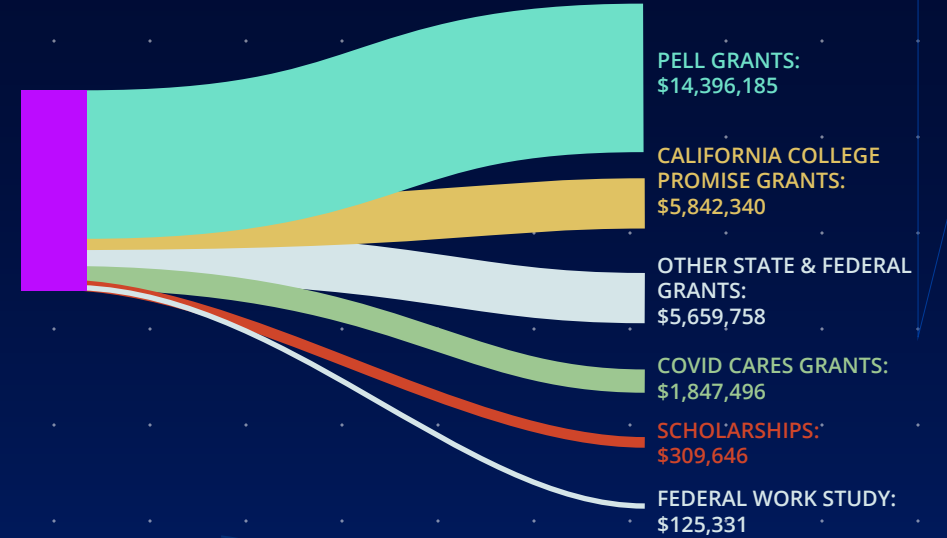 PELL GRANTS:
$14,396,185
CALIFORNIA COLLEGE
PROMISE GRANTS:
$5,842,340
OTHER STATE & FEDERAL
GRANTS:
$5,659,758
COVID CARES GRANTS:
$1,847,496
SCHOLARSHIPS:
$309,646
FEDERAL WORK STUDY:
$125,331